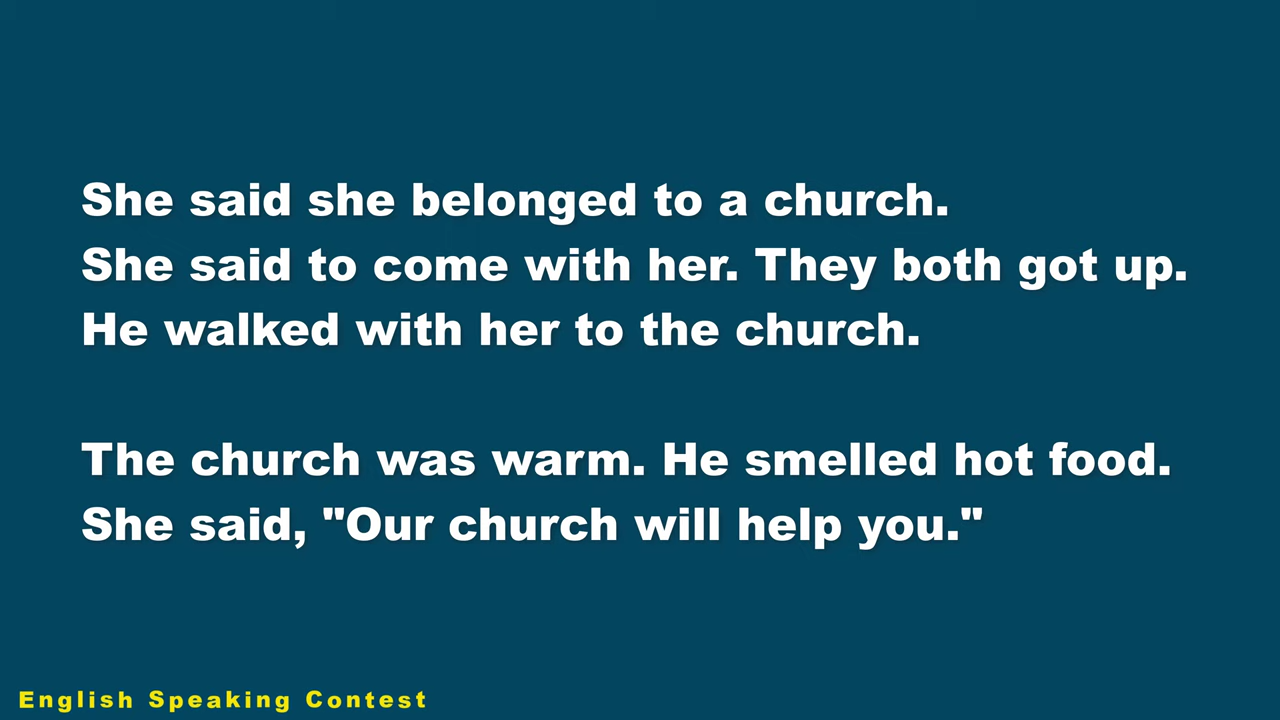 She said she belonged to a church.
She said to come with her. They both got up.
He walked with her to the church.
The church was warm. He smelled hot food.
She said, "Our church will help you."
English Speaking Contest